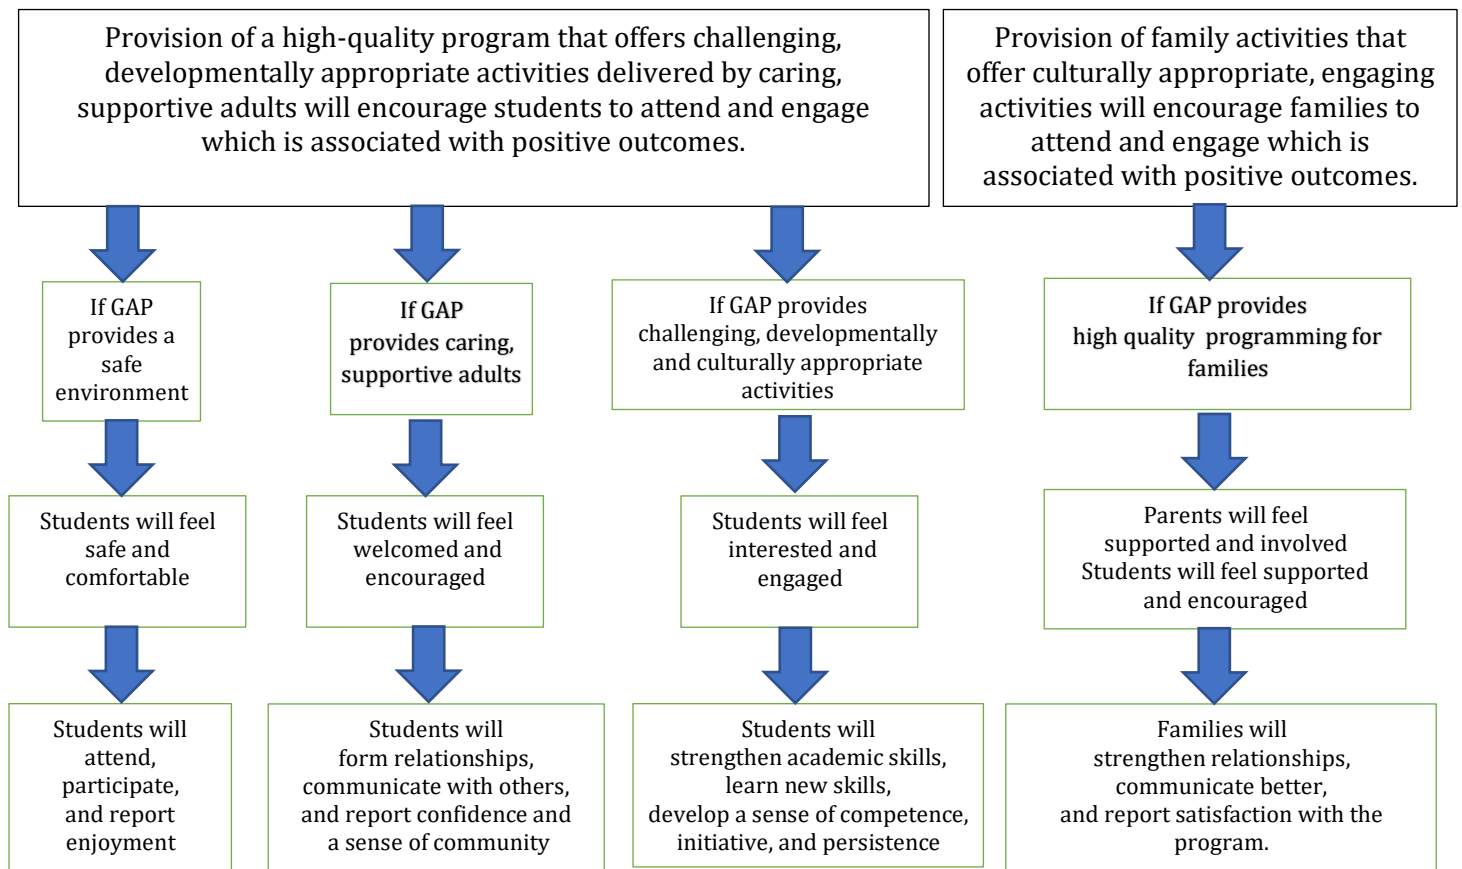 Provision of a high-quality program that offers challenging,
developmentally appropriate activities delivered by caring,
supportive adults will encourage students to attend and engage
which is associated with positive outcomes.
Provision of family activities that
offer culturally appropriate, engaging
activities will encourage families to
attend and engage which is
associated with positive outcomes.
If GAP
provides a
safe
environment
If GAP
provides caring,
supportive adults
If GAP provides
challenging, developmentally
and culturally appropriate
activities
If GAP provides
high quality programming for
families
Students will feel
safe and
comfortable
Students will feel
welcomed and
encouraged
Students will feel
interested and
engaged
Parents will feel
supported and involved
Students will feel supported
and encouraged
Students will
attend,
participate,
and report
enjoyment
Students will
form relationships,
communicate with others,
and report confidence and
a sense of community
Students will
strengthen academic skills,
learn new skills,
develop a sense of competence,
initiative, and persistence
Families will
strengthen relationships,
communicate better,
and report satisfaction with the
program.